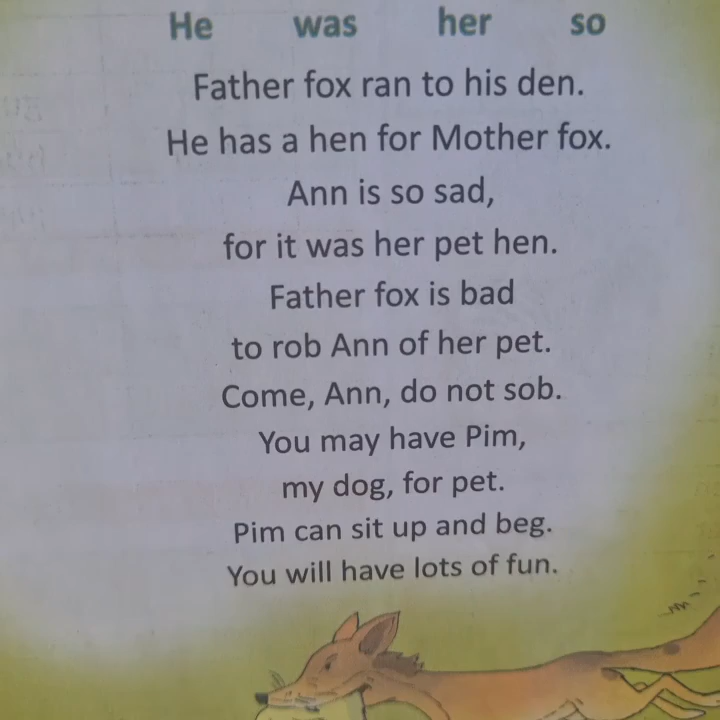 He was her so
Father fox ran to his den.
He has a hen for Mother fox.
Ann is so sad,
for it was her pet hen.
Father fox is bad
to rob Ann of her pet.
Come, Ann, do not sob.
You may have Pim,
my dog, for pet.
Pim can sit up and beg.
You will have lots of fun.